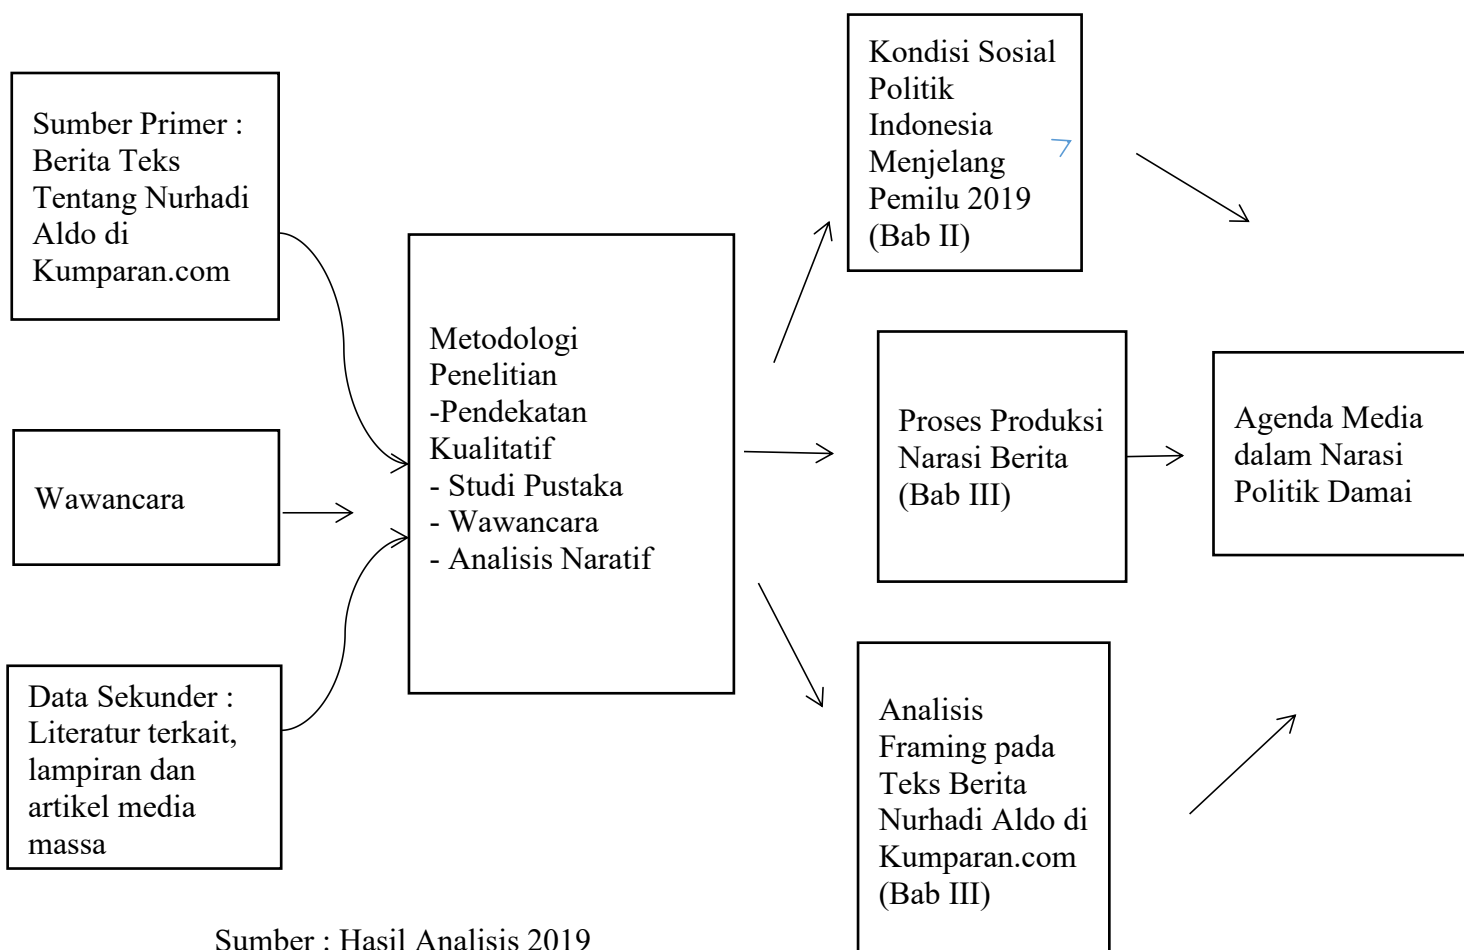 Sumber Primer :
Berita Teks
Tentang Nurhadi
Aldo di
Kumparan.com
Wawancara
Data Sekunder :
Literatur terkait,
lampiran dan
artikel media
massa
Metodologi
Penelitian
-Pendekatan
Kualitatif
- Studi Pustaka
- Wawancara
- Analisis Naratif
Kondisi Sosial
Politik
Indonesia
Menjelang
Pemilu 2019
(Bab II)
Proses Produksi
Narasi Berita
(Bab III)
Analisis
Framing pada
Teks Berita
Nurhadi Aldo di
Kumparan.com
(Bab III)
Agenda Media
dalam Narasi
Politik Damai
Sumber : Hasil Analisis 2019